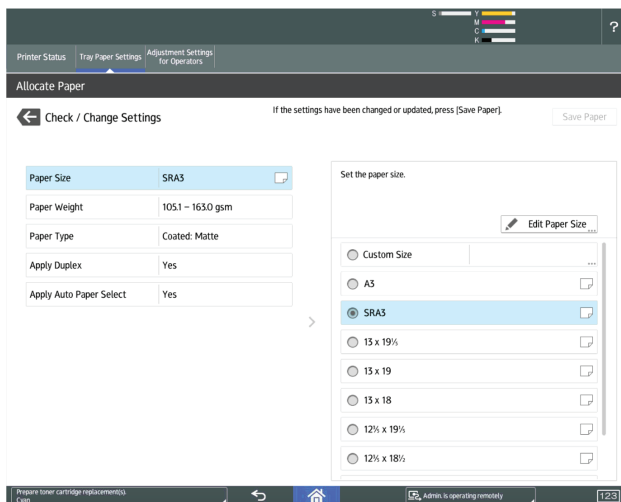 S
Y
M
C
K
?
Printer Status
Tray Paper Settings
Adjustment Settings
for Operators
Allocate Paper
Check / Change Settings
If the settings have been changed or updated, press [Save Paper].
Save Paper
Paper Size SRA3
Paper Weight 105.1 – 163.0 gsm
Paper Type Coated: Matte
Apply Duplex Yes
Apply Auto Paper Select Yes
Set the paper size.
Edit Paper Size
Custom Size
A3
SRA3
13 x 19⅕
13 x 19
13 x 18
12⅗ x 19⅕
12⅗ x 18½
Prepare toner cartridge replacement(s).
Cyan
Admin. is operating remotely
123